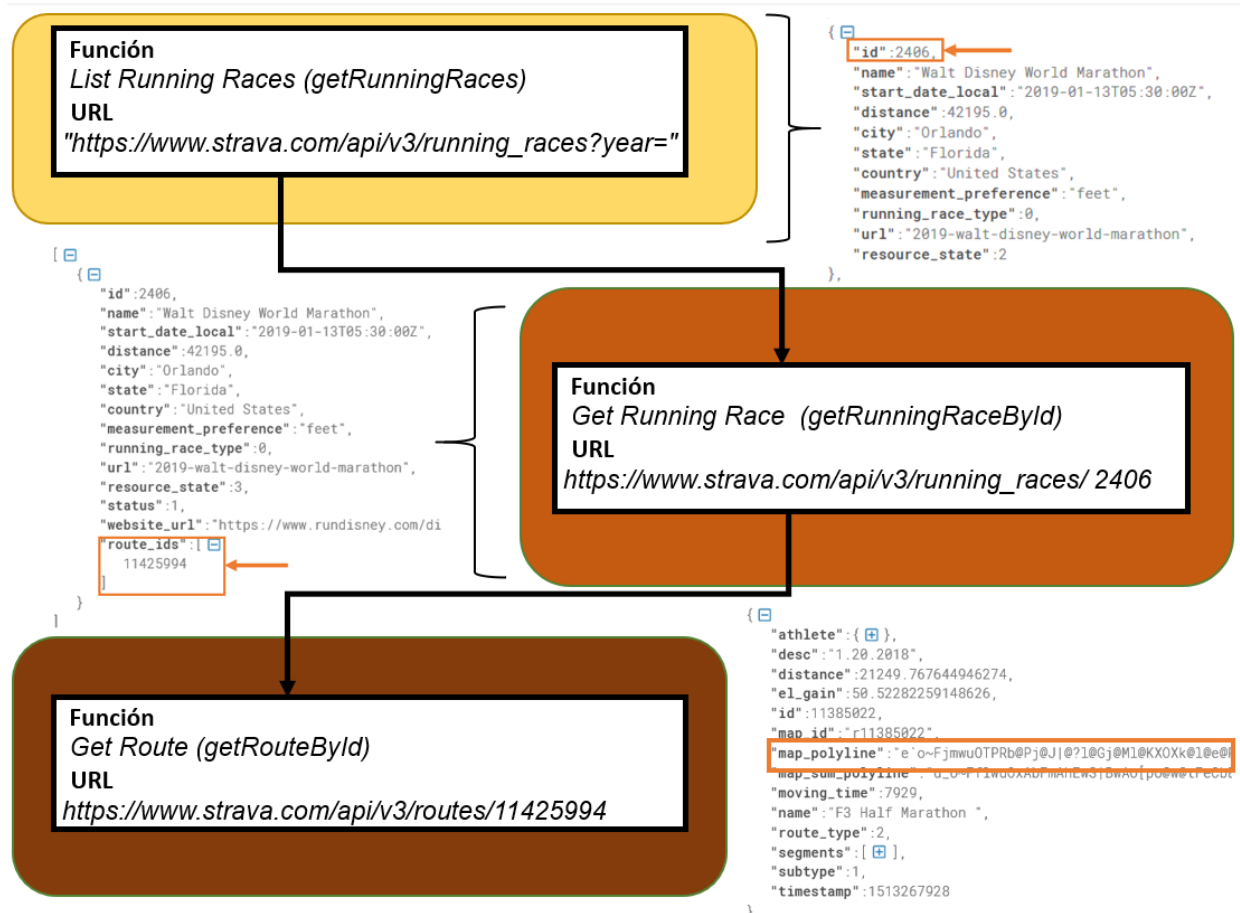 Función
List Running Races (getRunningRaces)
URL
"https://www.strava.com/api/v3/running_races?year="
{
"id":2406,
"name":"Walt Disney World Marathon",
"start_date_local":"2019-01-13T05:30:00Z",
"distance":42195.0,
"city":"Orlando",
"state":"Florida",
"country":"United States",
"measurement_preference":"feet",
"running_race_type":0,
"url":"2019-walt-disney-world-marathon",
"resource_state":2
},
[
{
"id":2406,
"name":"Walt Disney World Marathon",
"start_date_local":"2019-01-13T05:30:00Z",
"distance":42195.0,
"city":"Orlando",
"state":"Florida",
"country":"United States",
"measurement_preference":"feet",
"running_race_type":0,
"url":"2019-walt-disney-world-marathon",
"resource_state":3,
"status":1,
"website_url":"https://www.rundisney.com/di
"route_ids":[
11425994
]
}
]
Función
Get Running Race (getRunningRaceById)
URL
https://www.strava.com/api/v3/running_races/ 2406
Función
Get Route (getRouteById)
URL
https://www.strava.com/api/v3/routes/11425994
{
"athlete":{ },
"desc":"1.20.2018",
"distance":21249.767644946274,
"el_gain":50.52282259148626,
"id":11385022,
"map_id":"r11385022",
"map_polyline":"e`o~FjmwuOTPRb@Pj@J|@?l@Gj@Ml@KXOXk@l@e@
"map_sum_polyline":
"moving_time":7929,
"name":"F3 Half Marathon ",
"route_type":2,
"segments":[ ],
"subtype":1,
"timestamp":1513267928
}